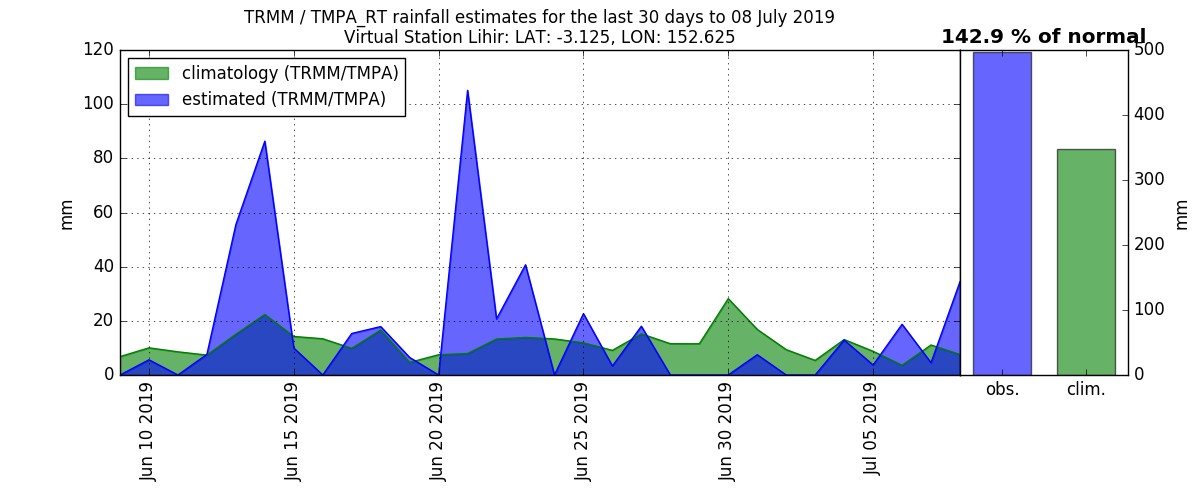 TRMM / TMPA_RT rainfall estimates for the last 30 days to 08 July 2019
Virtual Station Lihir: LAT: -3.125, LON: 152.625
142.9 % of normal
climatology (TRMM/TMPA)
estimated (TRMM/TMPA)
120
100
80
60
40
20
0
mm
Jun 10 2019
Jun 15 2019
Jun 20 2019
Jun 25 2019
Jun 30 2019
Jul 05 2019
500
400
300
200
100
0
mm
obs.
clim.